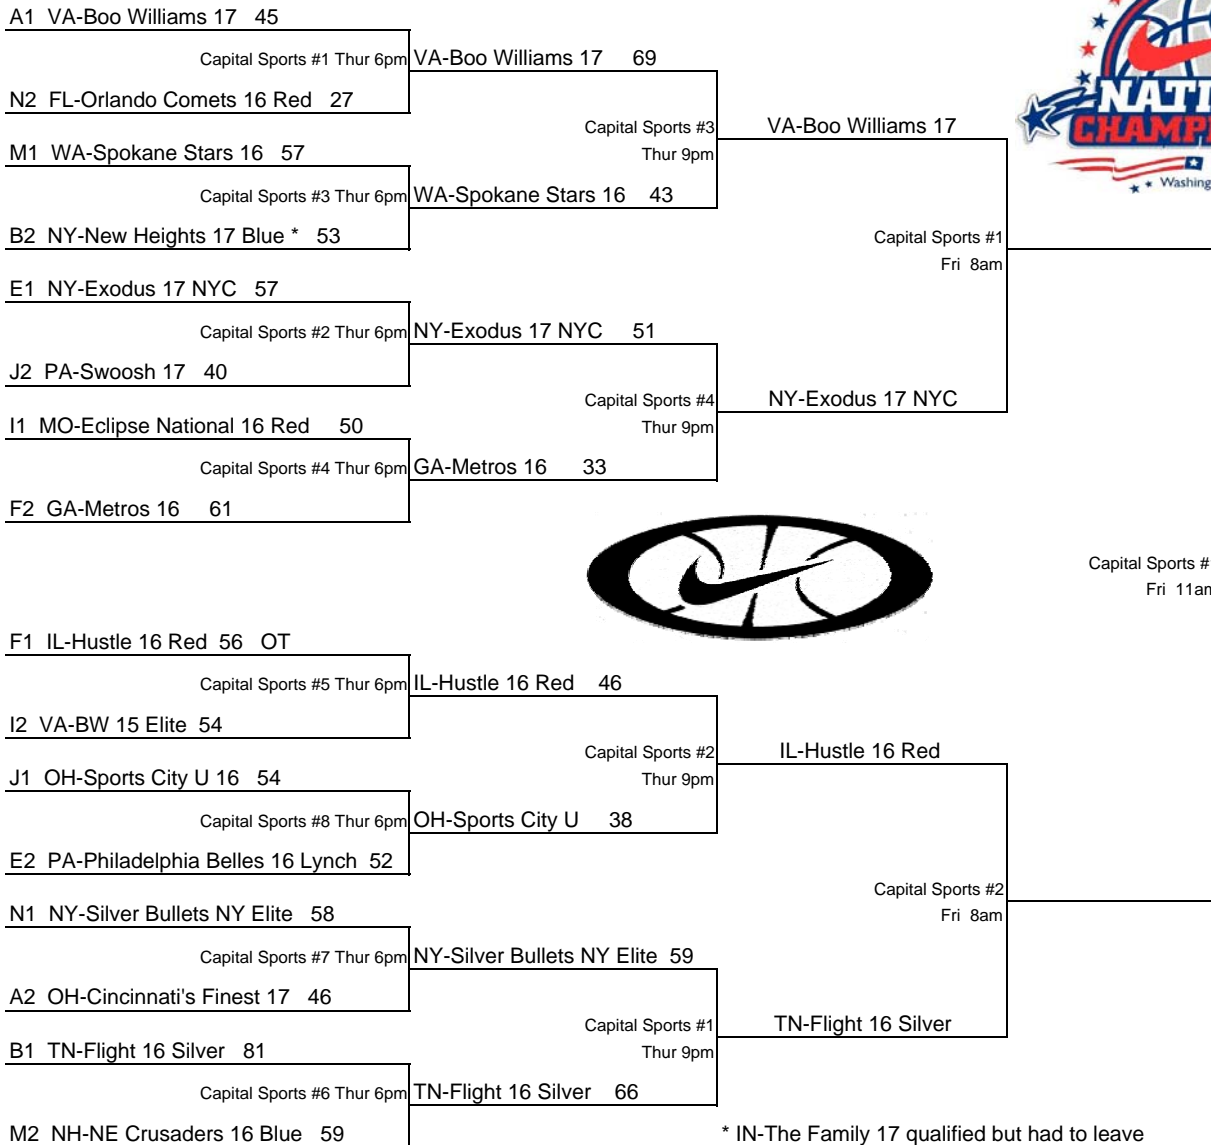 A1 VA-Boo Williams 17 45
Capital Sports #1 Thur 6pm VA-Boo Williams 17 69
N2 FL-Orlando Comets 16 Red 27
Capital Sports #3 VA-Boo Williams 17
Thur 9pm
M1 WA-Spokane Stars 16 57
Capital Sports #3 Thur 6pm WA-Spokane Stars 16 43
B2 NY-New Heights 17 Blue * 53
Capital Sports #1
Fri 8am
E1 NY-Exodus 17 NYC 57
Capital Sports #2 Thur 6pm NY-Exodus 17 NYC 51
J2 PA-Swoosh 17 40
Capital Sports #4 NY-Exodus 17 NYC
Thur 9pm
I1 MO-Eclipse National 16 Red 50
Capital Sports #4 Thur 6pm GA-Metros 16 33
F2 GA-Metros 16 61
Capital Sports #
Fri 11am
F1 IL-Hustle 16 Red 56 OT
Capital Sports #5 Thur 6pm IL-Hustle 16 Red 46
I2 VA-BW 15 Elite 54
Capital Sports #2 IL-Hustle 16 Red
Thur 9pm
J1 OH-Sports City U 16 54
Capital Sports #8 Thur 6pm OH-Sports City U 38
E2 PA-Philadelphia Belles 16 Lynch 52
Capital Sports #2
Fri 8am
N1 NY-Silver Bullets NY Elite 58
Capital Sports #7 Thur 6pm NY-Silver Bullets NY Elite 59
A2 OH-Cincinnati's Finest 17 46
Capital Sports #1 TN-Flight 16 Silver
Thur 9pm
B1 TN-Flight 16 Silver 81
Capital Sports #6 Thur 6pm TN-Flight 16 Silver 66
M2 NH-NE Crusaders 16 Blue 59
* IN-The Family 17 qualified but had to leave
NATI
CHAMP
Washing